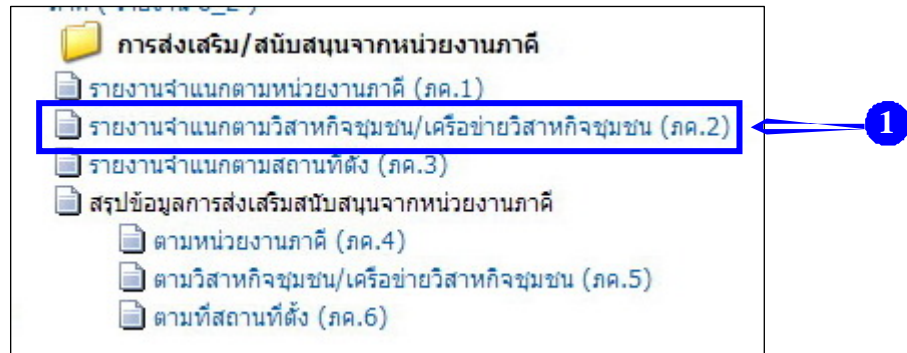 การส่งเสริม/สนับสนุนจากหน่วยงานภาคี
รายงานจำแนกตามหน่วยงานภาคี (ภค.1)
รายงานจำแนกตามวิสาหกิจชุมชน/เครือข่ายวิสาหกิจชุมชน (ภค.2)
1
รายงานจำแนกตามสถานที่ตั้ง (ภค.3)
สรุปข้อมูลการส่งเสริมสนับสนุนจากหน่วยงานภาคี
ตามหน่วยงานภาคี (ภค.4)
ตามวิสาหกิจชุมชน/เครือข่ายวิสาหกิจชุมชน (ภค.5)
ตามที่สถานที่ตั้ง (ภค.6)